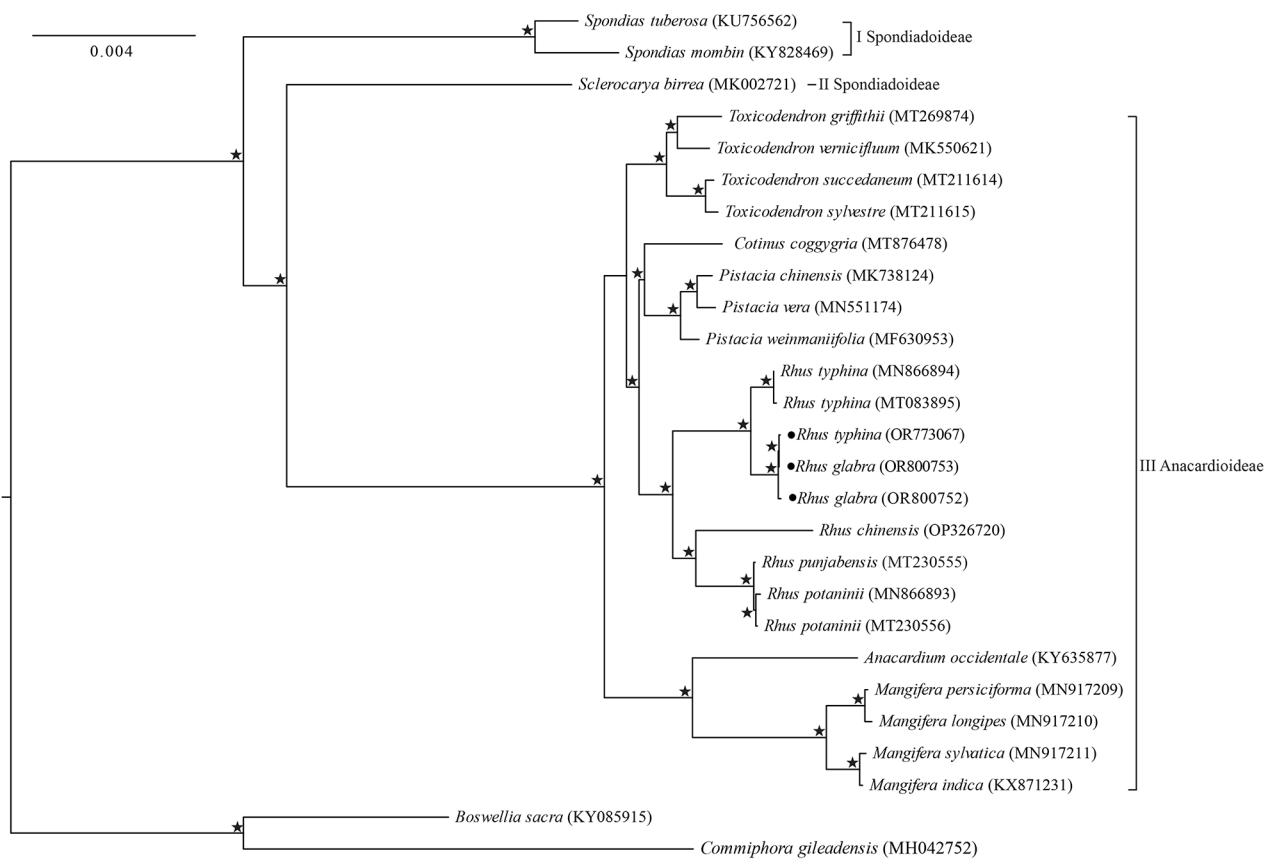 Spondias tuberosa (KU756562)
0.004
I Spondiadoideae
Spondias mombin (KY828469)
Sclerocarya birrea (MK002721) –II Spondiadoideae
Toxicodendron griffithii (MT269874)
Toxicodendron vernicifluum (MK550621)
Toxicodendron succedaneum (MT211614)
Toxicodendron sylvestre (MT211615)
Cotinus coggygria (MT876478)
Pistacia chinensis (MK738124)
Pistacia vera (MN551174)
Pistacia weinmaniifolia (MF630953)
Rhus typhina (MN866894)
Rhus typhina (MT083895)
Rhus typhina (OR773067)
Rhus glabra (OR800753)
III Anacardioideae
Rhus glabra (OR800752)
Rhus chinensis (OP326720)
Rhus punjabensis (MT230555)
Rhus potaninii (MN866893)
Rhus potaninii (MT230556)
Anacardium occidentale (KY635877)
Mangifera persiciforma (MN917209)
Mangifera longipes (MN917210)
Mangifera sylvatica (MN917211)
Mangifera indica (KX871231)
Boswellia sacra (KY085915)
Commiphora gileadensis (MH042752)